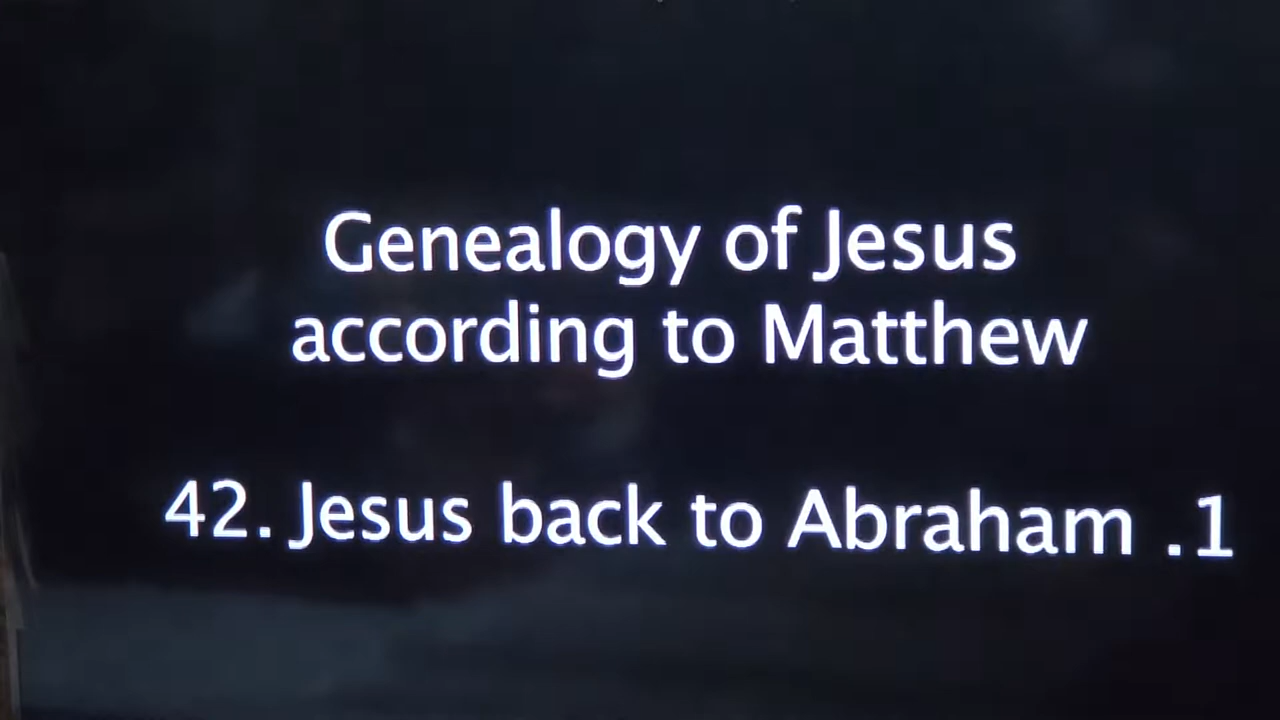 Genealogy of Jesus
according to Matthew
42. Jesus back to Abraham .1